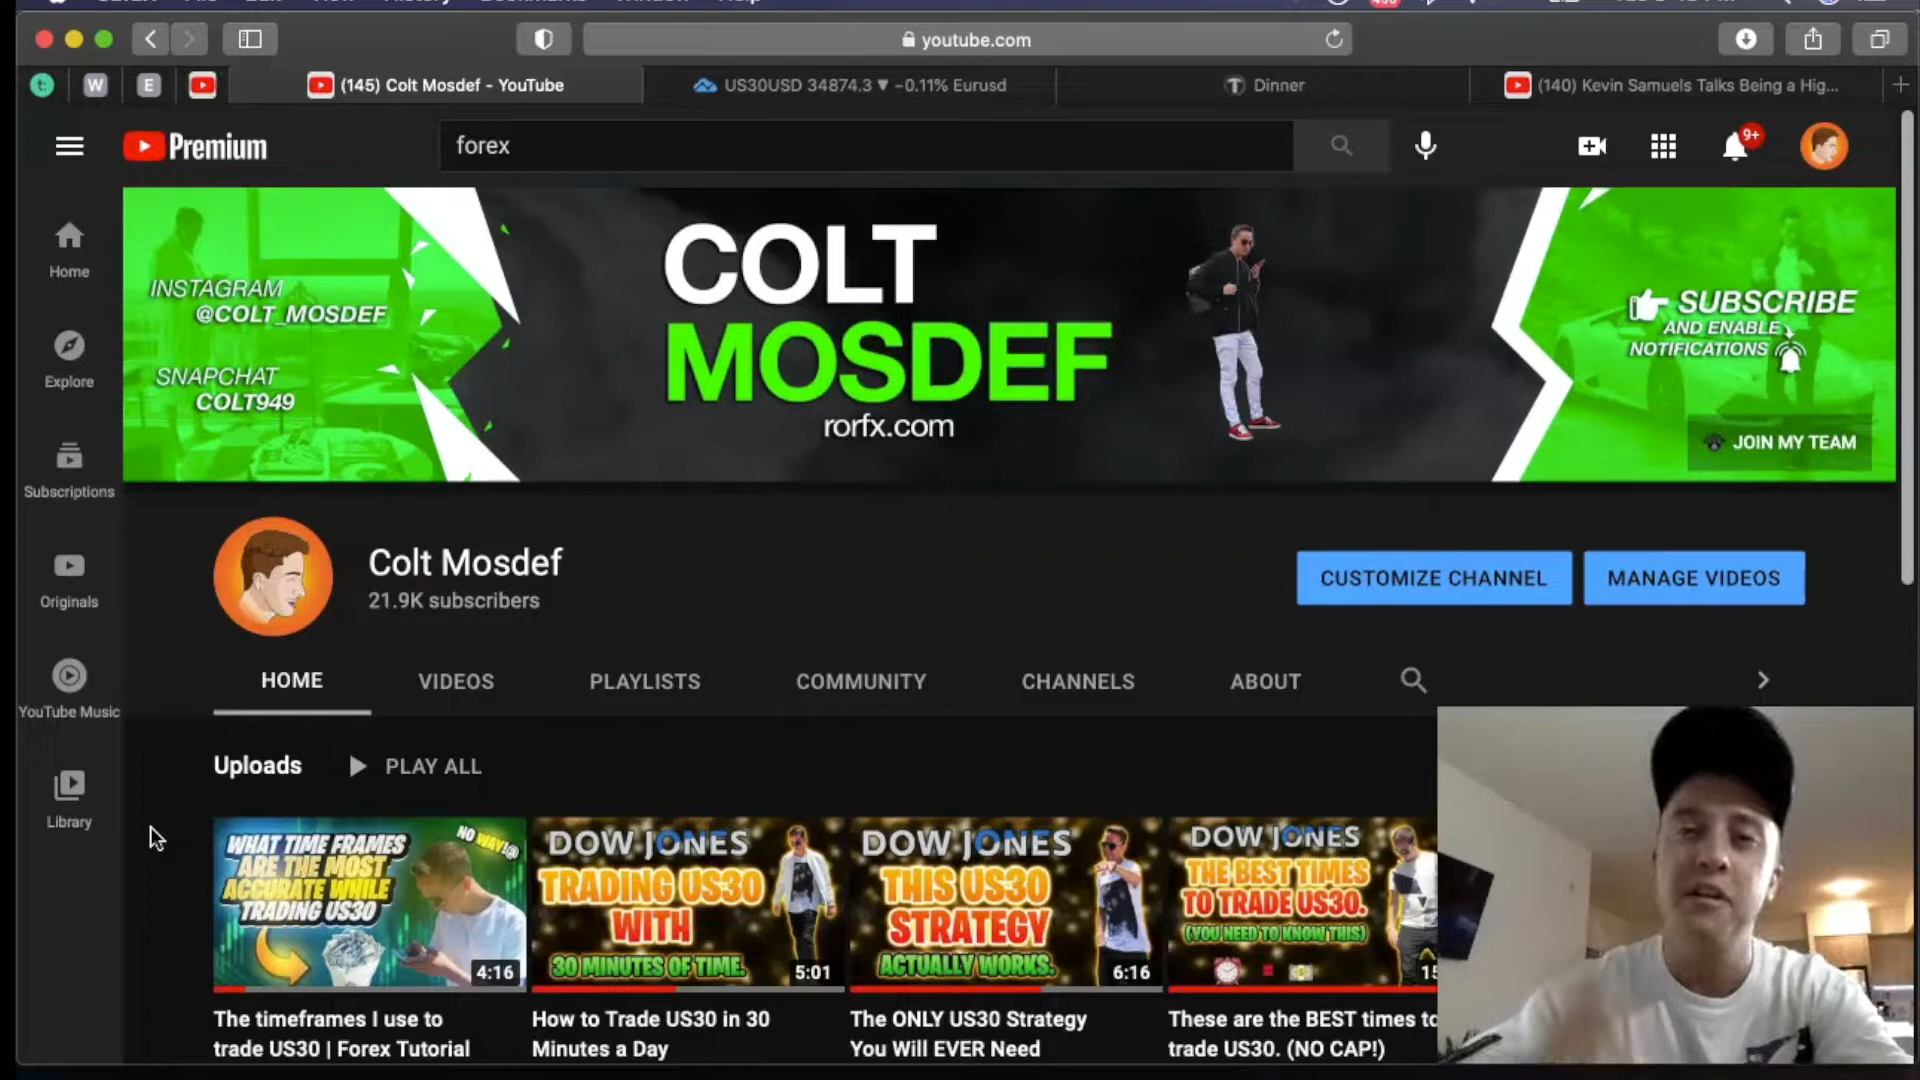 youtube.com
W
E
(145) Colt Mosdef - YouTube
US30USD 34874.3 ▼ −0.11% Eurusd
Dinner
(140) Kevin Samuels Talks Being a Hig...
Premium
forex
9+
Home
Explore
Subscriptions
Originals
YouTube Music
Library
INSTAGRAM
@COLT_MOSDEF
SNAPCHAT
COLT949
COLT
MOSDEF
rorfx.com
SUBSCRIBE
AND ENABLE
NOTIFICATIONS
JOIN MY TEAM
Colt Mosdef
21.9K subscribers
CUSTOMIZE CHANNEL
MANAGE VIDEOS
HOME
VIDEOS
PLAYLISTS
COMMUNITY
CHANNELS
ABOUT
Uploads
PLAY ALL
WHAT TIME FRAMES
ARE THE MOST
ACCURATE WHILE
TRADING US30
NO WAY!@
4:16
The timeframes I use to
trade US30 | Forex Tutorial
DOW JONES
TRADING US30
WITH
30 MINUTES OF TIME.
5:01
How to Trade US30 in 30
Minutes a Day
DOW JONES
THIS US30
STRATEGY
ACTUALLY WORKS.
6:16
The ONLY US30 Strategy
You Will EVER Need
DOW JONES
THE BEST TIMES
TO TRADE US30.
(YOU NEED TO KNOW THIS)
15
These are the BEST times to
trade US30. (NO CAP!)